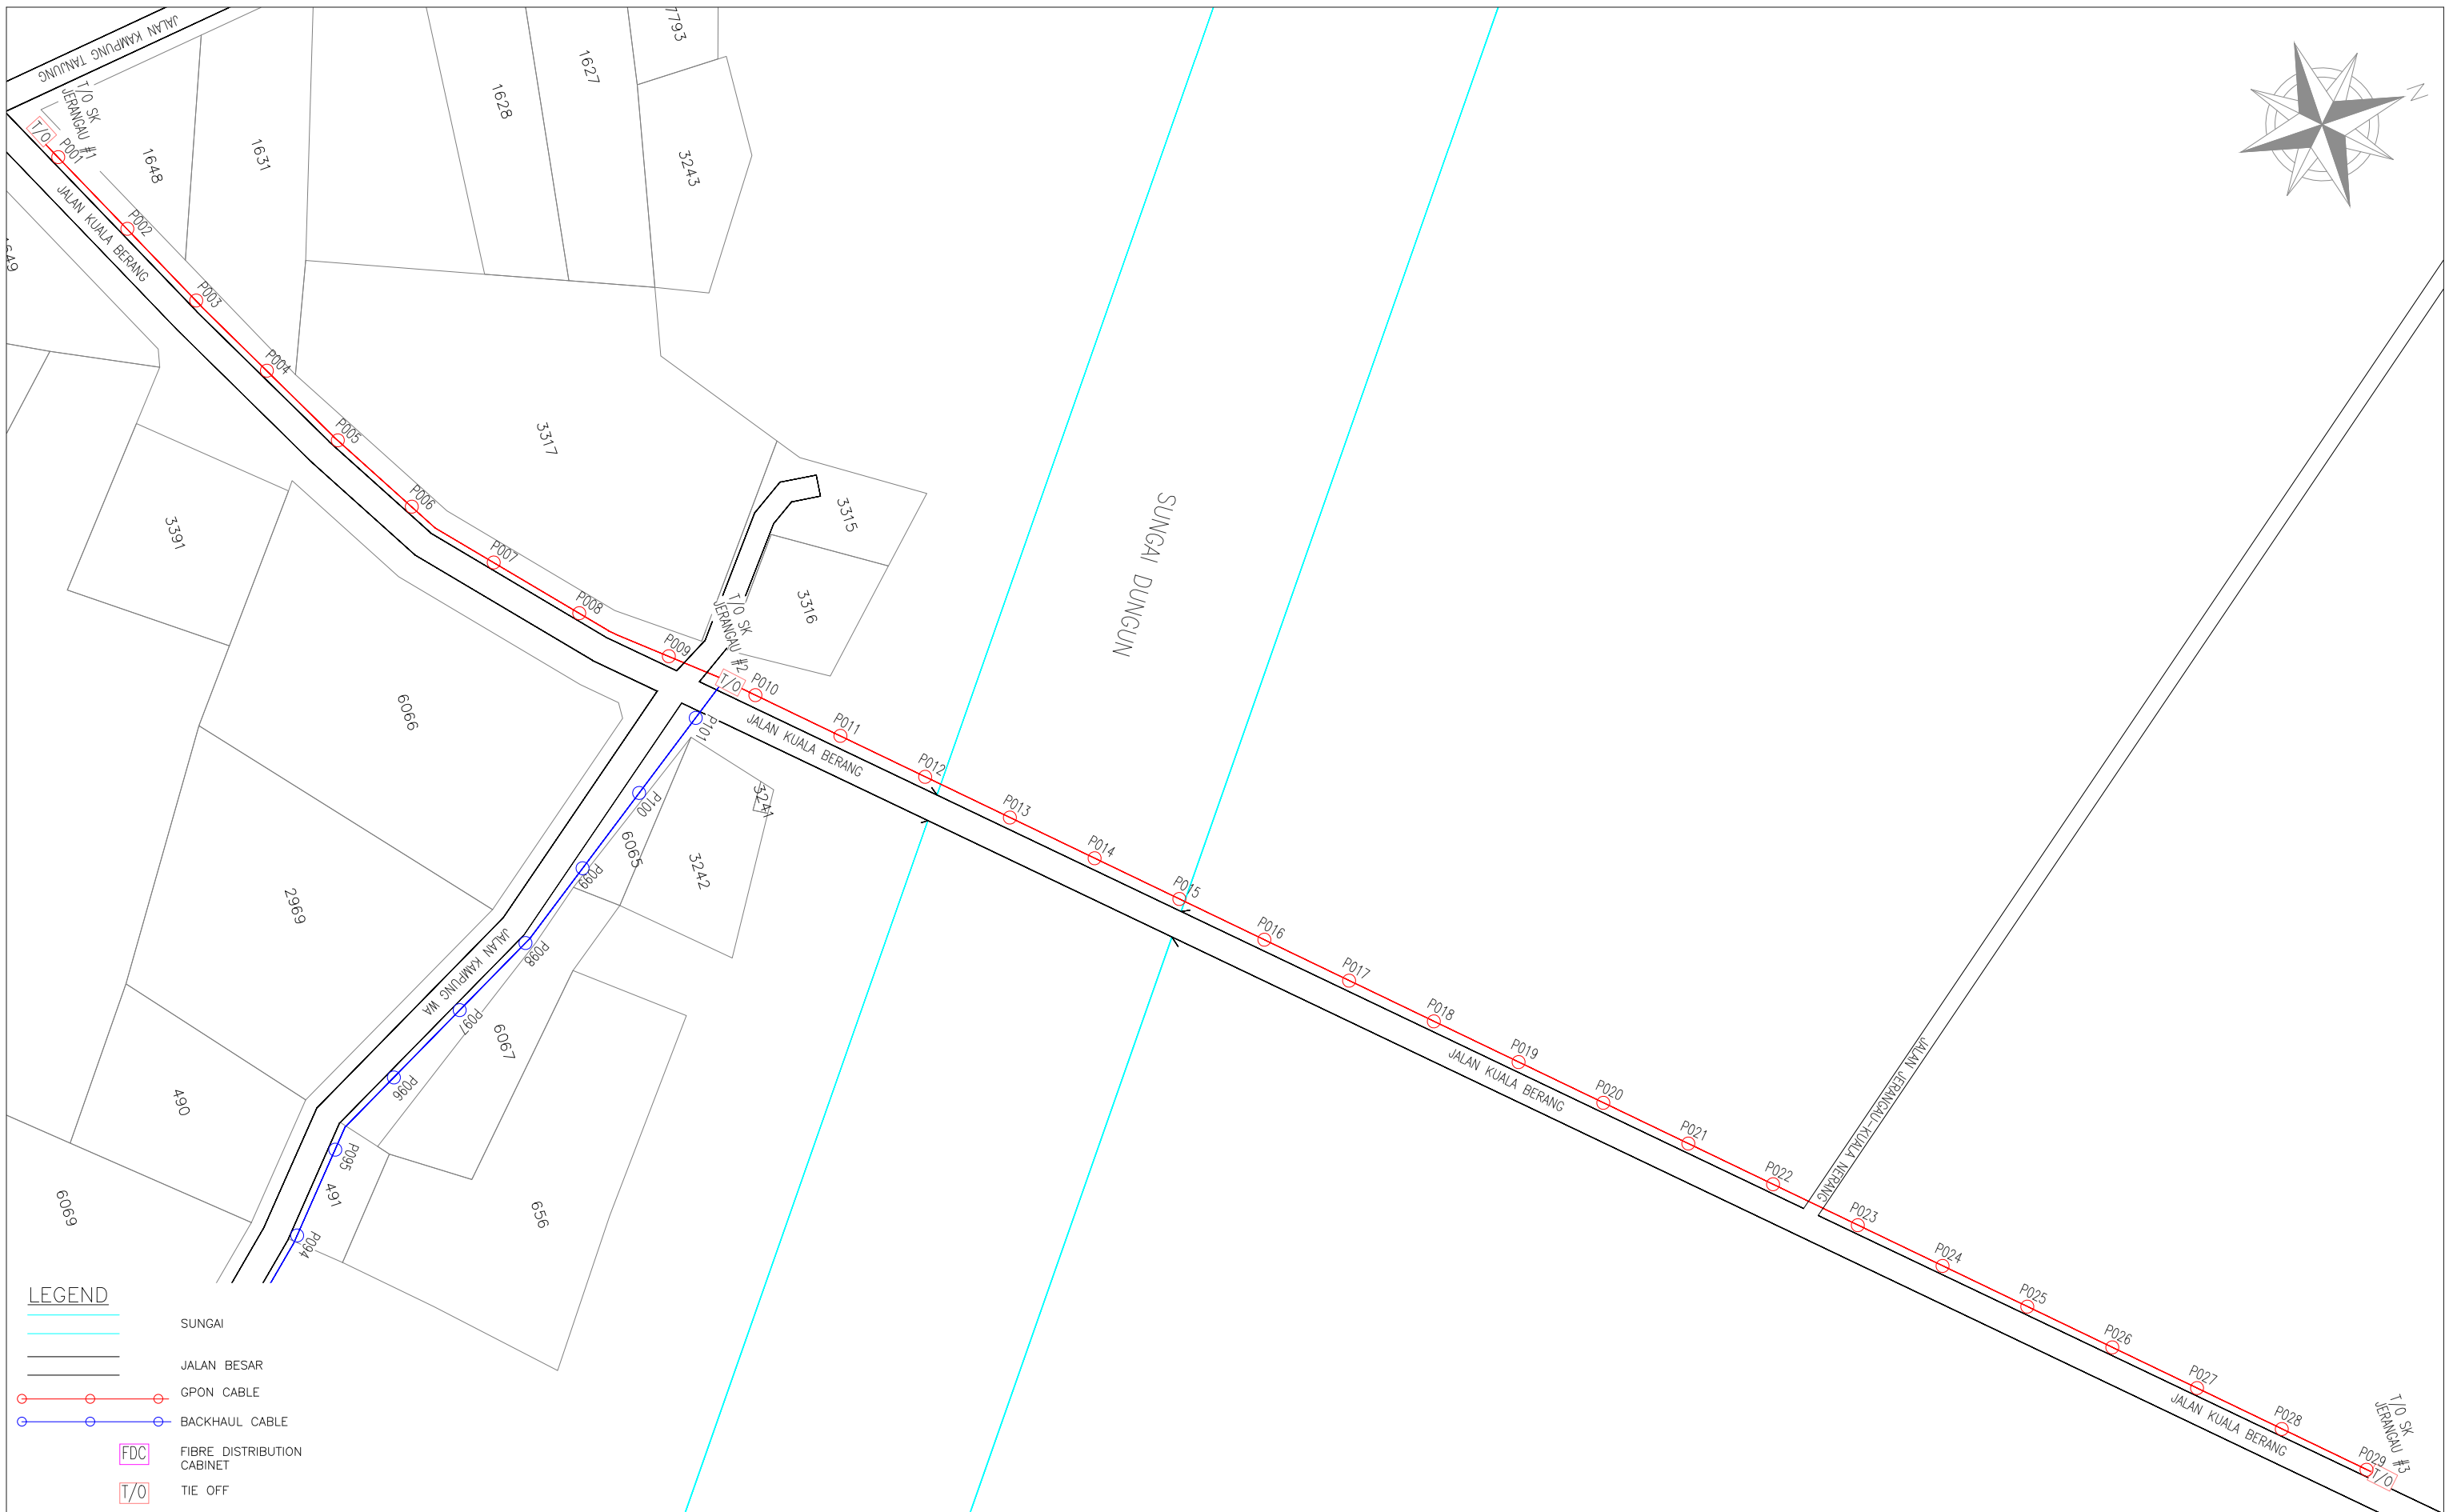 JALAN KAMPUNG TANJUNG
T/O SK
JERANGAU #1
T/O
7793
1627
1628
1648
1631
3243
N
P001
P002
P003
P004
P005
P006
P007
P008
P009
JALAN KUALA BERANG
3317
3391
3315
3316
SUNGAI DUNGUN
T/O SK
JERANGAU #2
T/O
P010
P011
P012
P013
P014
P015
P016
P017
P018
P019
P020
P021
P022
P023
P024
P025
P026
P027
P028
P029
JALAN KUALA BERANG
JALAN KUALA BERANG
JALAN KUALA BERANG
JALAN JERANGAU-KUALA NERANG
T/O SK
JERANGAU #3
T/O
6066
P101
P100
P099
P098
P097
P096
P095
P094
3241
6065
3242
2969
JALAN KAMPUNG WA
6067
490
491
656
6069
LEGEND
SUNGAI
JALAN BESAR
GPON CABLE
BACKHAUL CABLE
FDC
FIBRE DISTRIBUTION
CABINET
T/O
TIE OFF